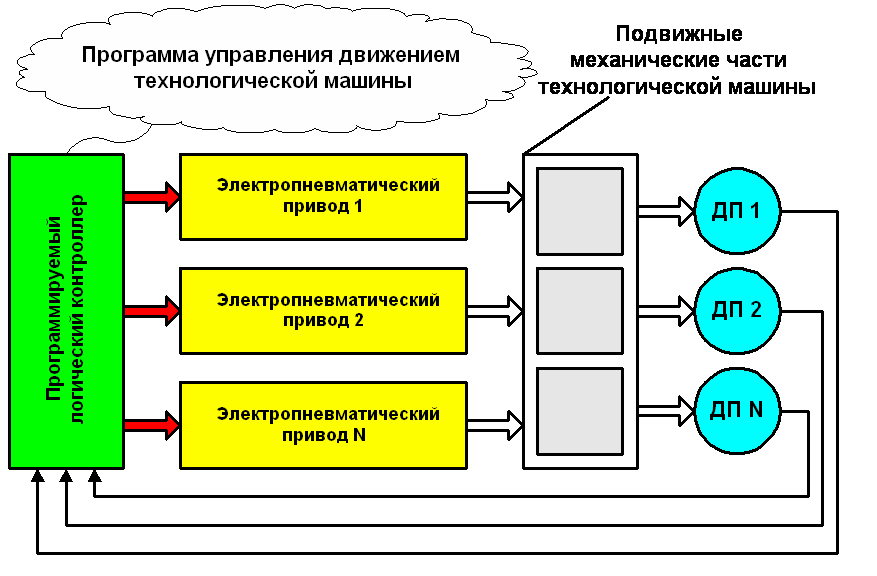 Программа управления движением
технологической машины
Подвижные
механические части
технологической машины
Программируемый
логический контроллер
Электропневматический
привод 1
ДП 1
Электропневматический
привод 2
ДП 2
Электропневматический
привод N
ДП N